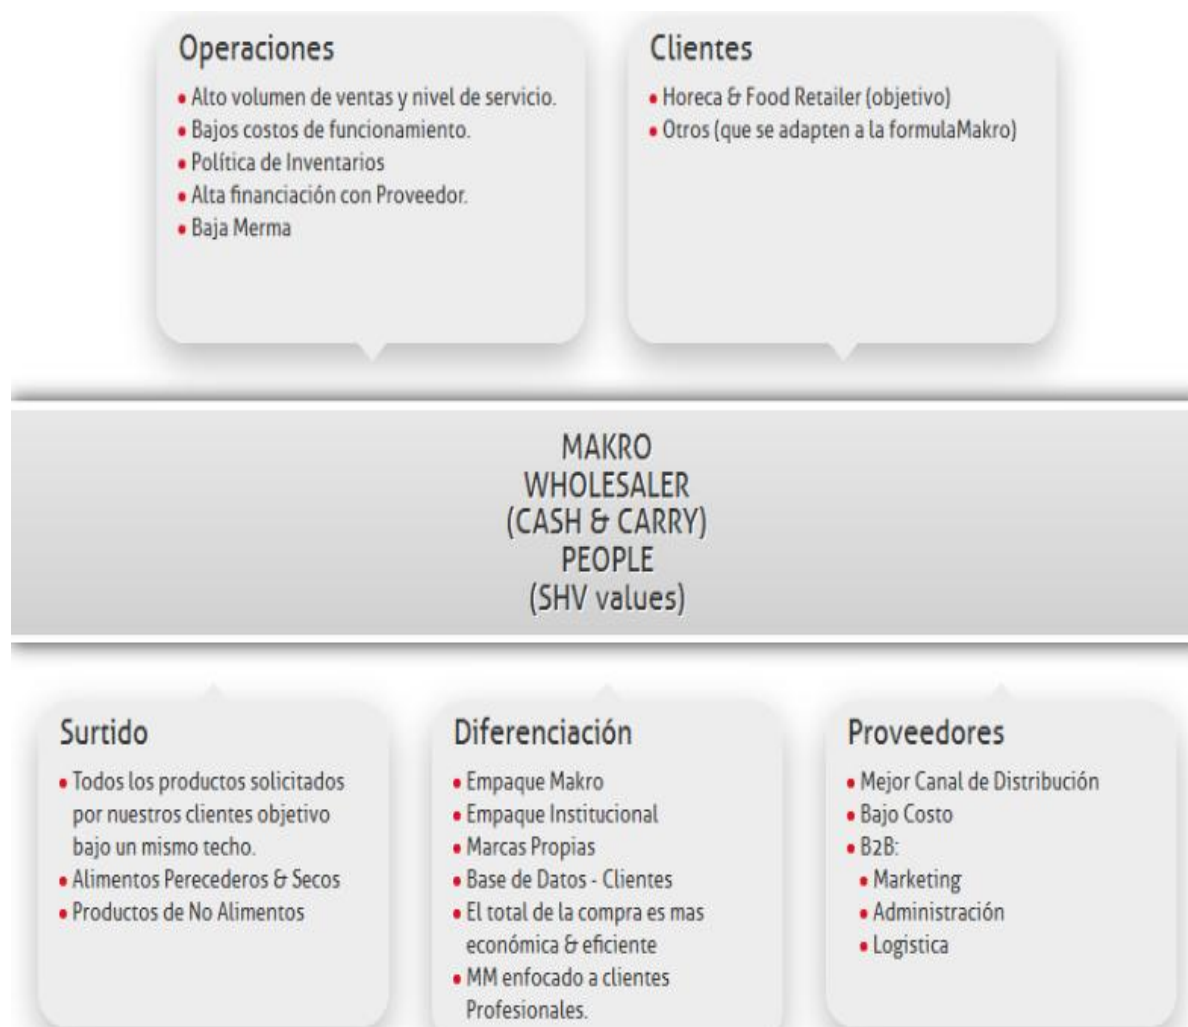 Operaciones
• Alto volumen de ventas y nivel de servicio.
• Bajos costos de funcionamiento.
• Política de Inventarios
• Alta financiación con Proveedor.
• Baja Merma
Clientes
• Horeca & Food Retailer (objetivo)
• Otros (que se adapten a la formulaMakro)
MAKRO
WHOLESALER
(CASH & CARRY)
PEOPLE
(SHV values)
Surtido
• Todos los productos solicitados
por nuestros clientes objetivo
bajo un mismo techo.
• Alimentos Perecederos & Secos
• Productos de No Alimentos
Diferenciación
• Empaque Makro
• Empaque Institucional
• Marcas Propias
• Base de Datos - Clientes
• El total de la compra es mas
económica & eficiente
• MM enfocado a clientes
Profesionales.
Proveedores
• Mejor Canal de Distribución
• Bajo Costo
• B2B:
• Marketing
• Administración
• Logistica